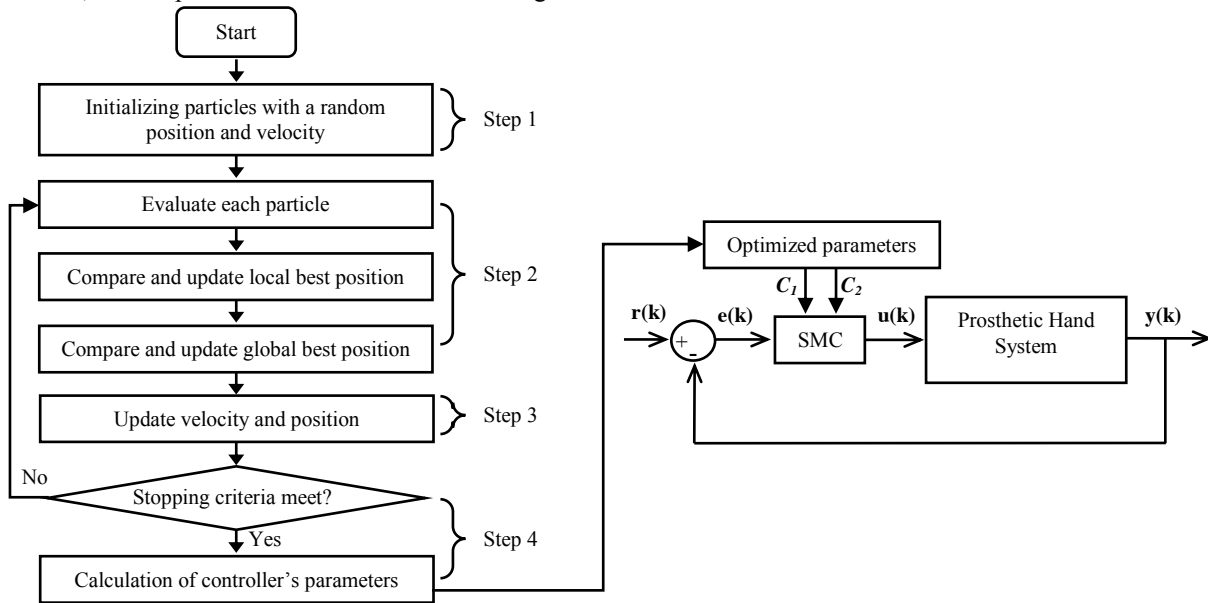 Start
Initializing particles with a random
position and velocity
Step 1
Evaluate each particle
Compare and update local best position
Step 2
Compare and update global best position
Update velocity and position
Step 3
No
Stopping criteria meet?
Yes
Step 4
Calculation of controller's parameters
Optimized parameters
C1
C2
r(k)
+
-
e(k)
SMC
u(k)
Prosthetic Hand
System
y(k)